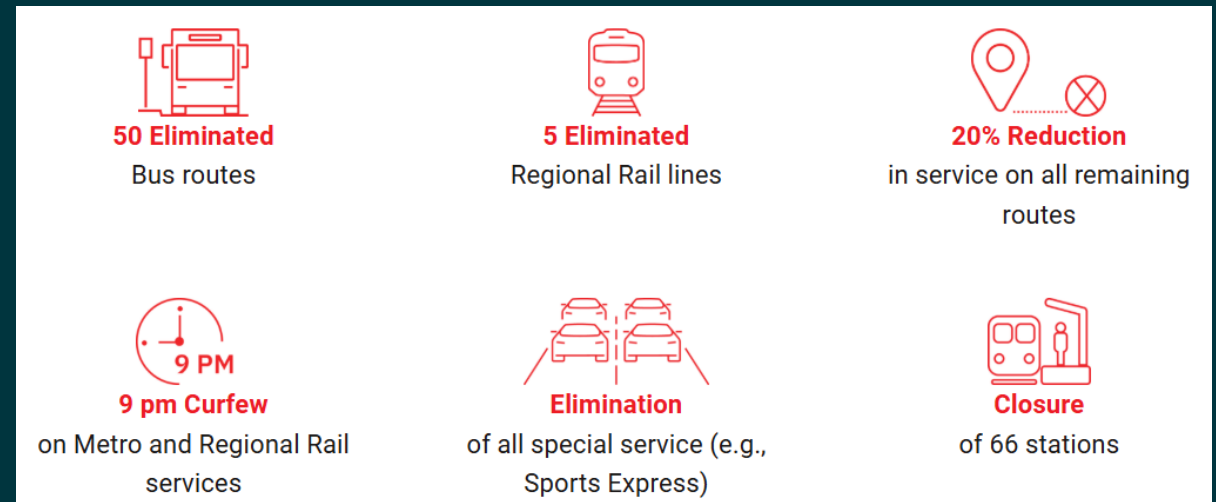 50 Eliminated
Bus routes
5 Eliminated
Regional Rail lines
20% Reduction
in service on all remaining
routes
9 PM
9 pm Curfew
on Metro and Regional Rail
services
Elimination
of all special service (e.g.,
Sports Express)
Closure
of 66 stations